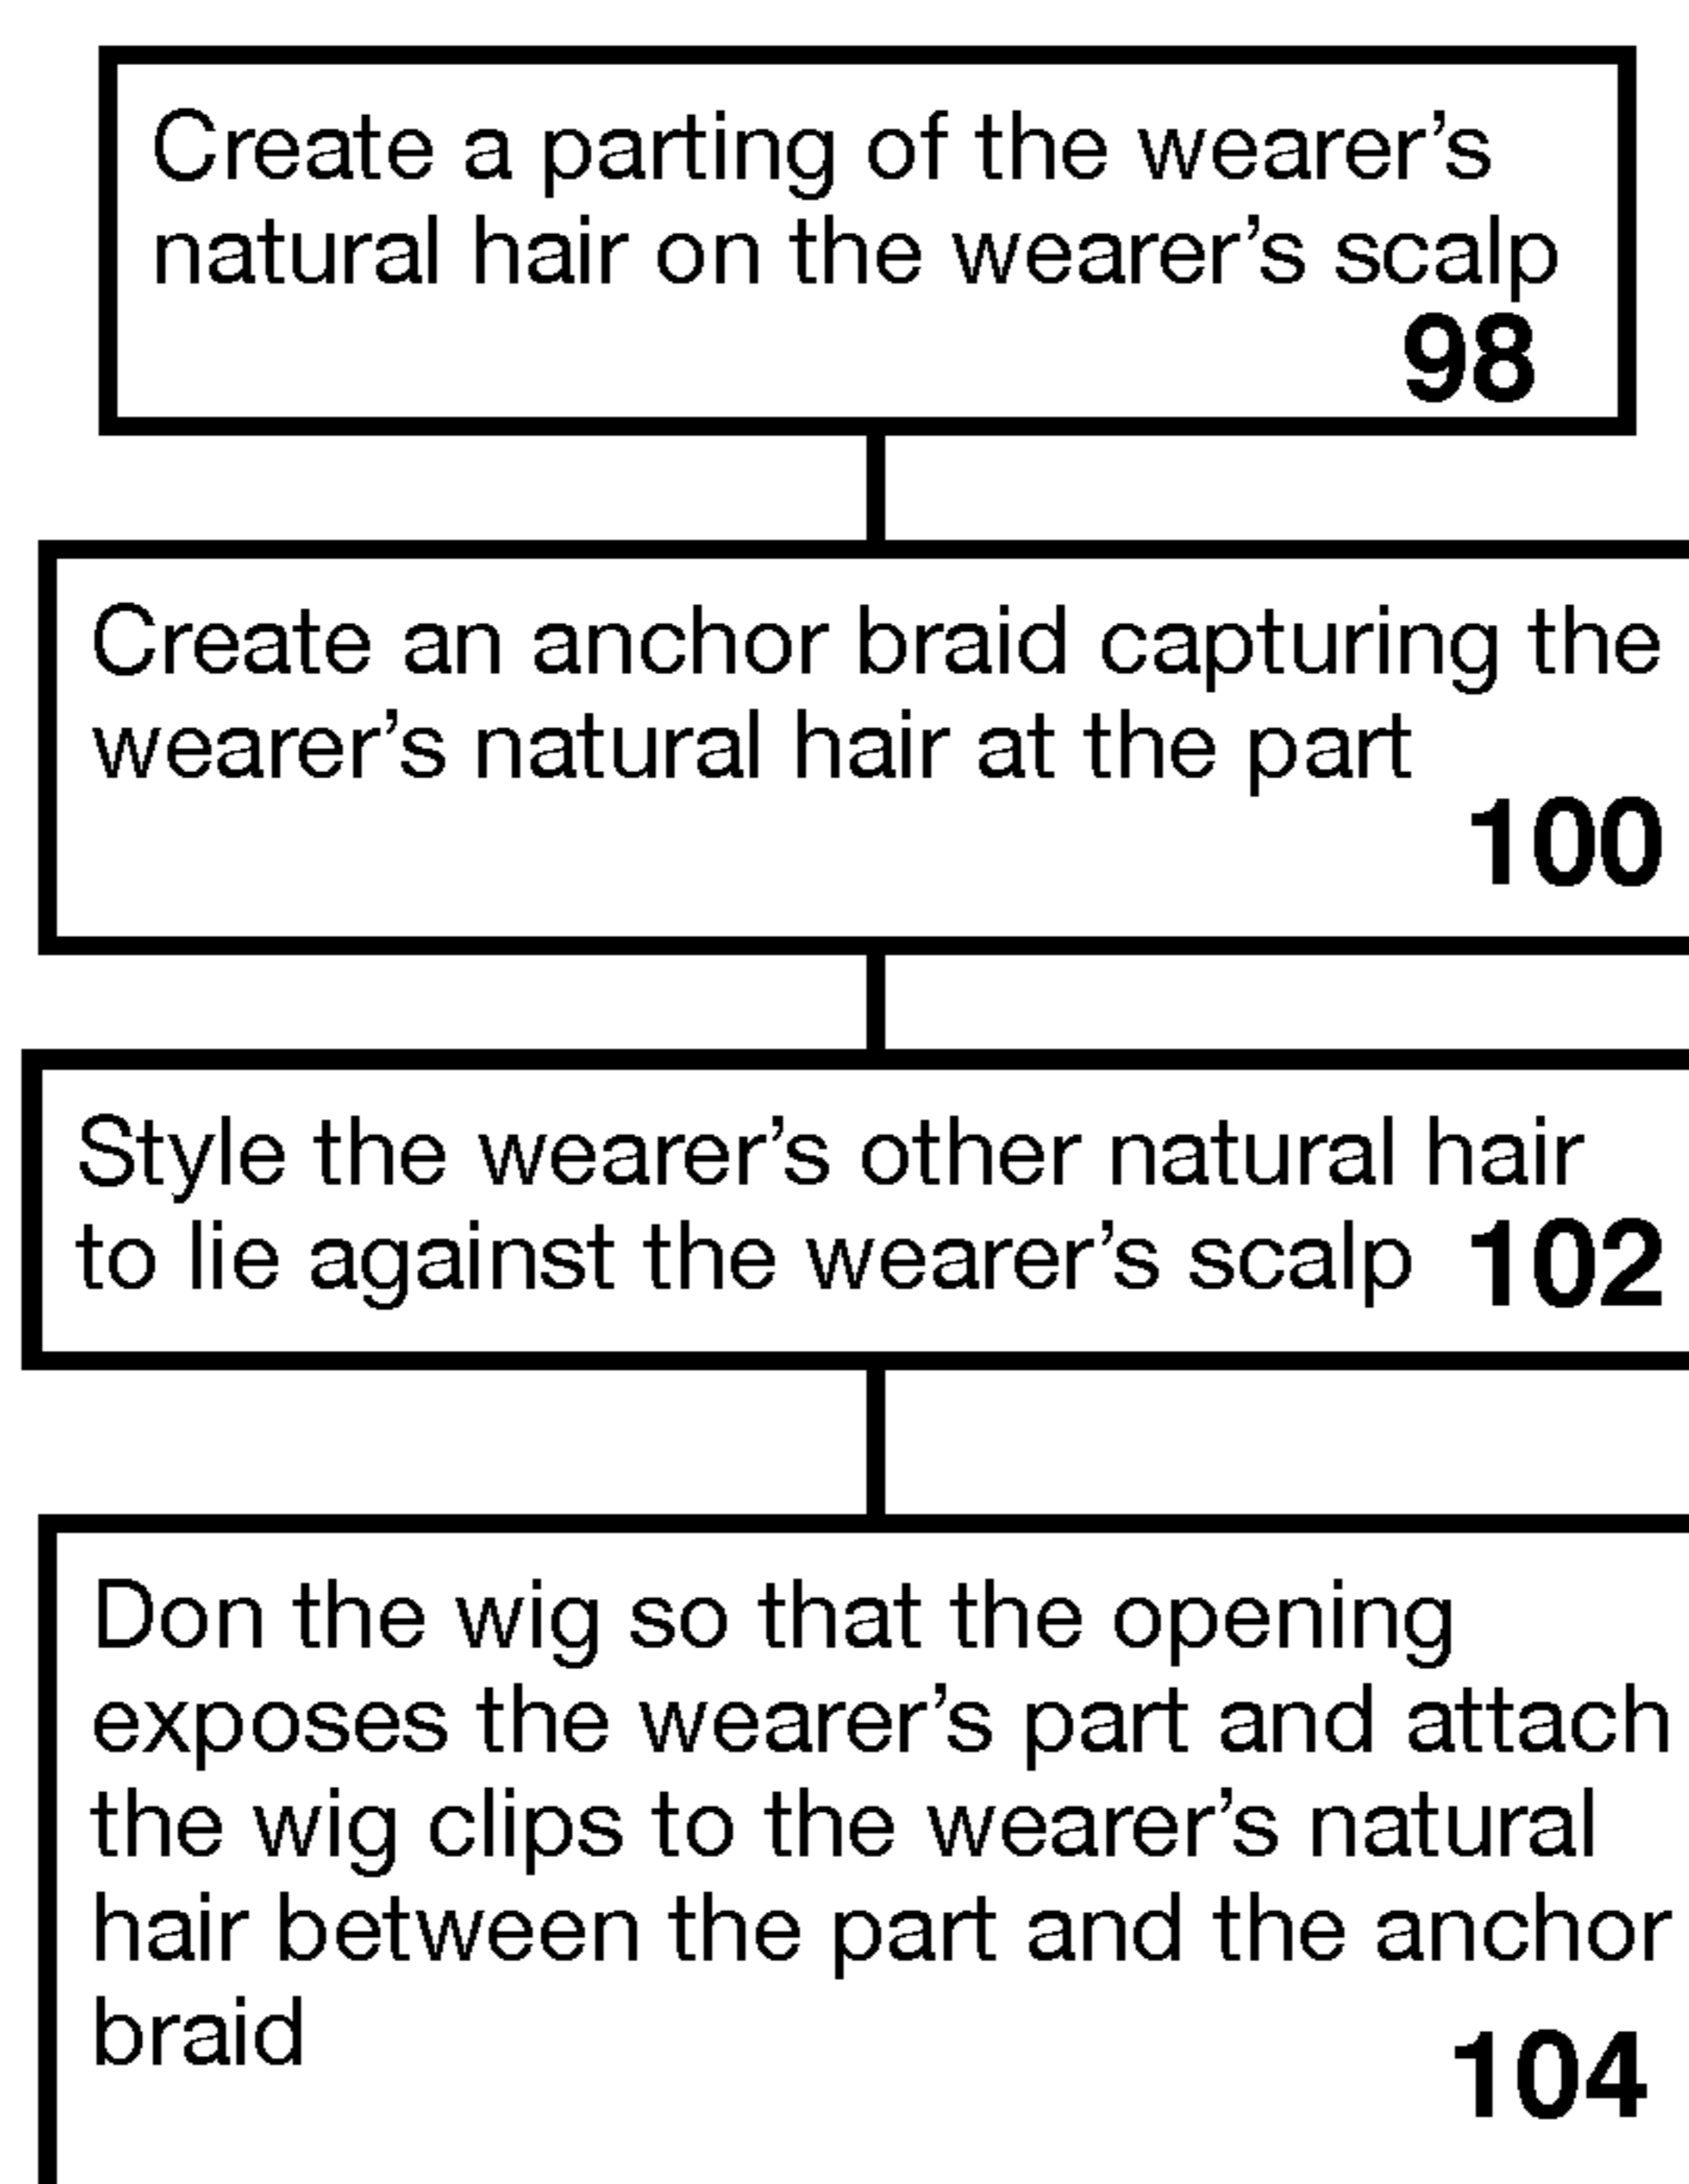 Create a parting of the wearer’s
natural hair on the wearer’s scalp
98
Create an anchor braid capturing the
wearer’s natural hair at the part
100
Style the wearer’s other natural hair
to lie against the wearer’s scalp 102
Don the wig so that the opening
exposes the wearer’s part and attach
the wig clips to the wearer’s natural
hair between the part and the anchor
braid
104